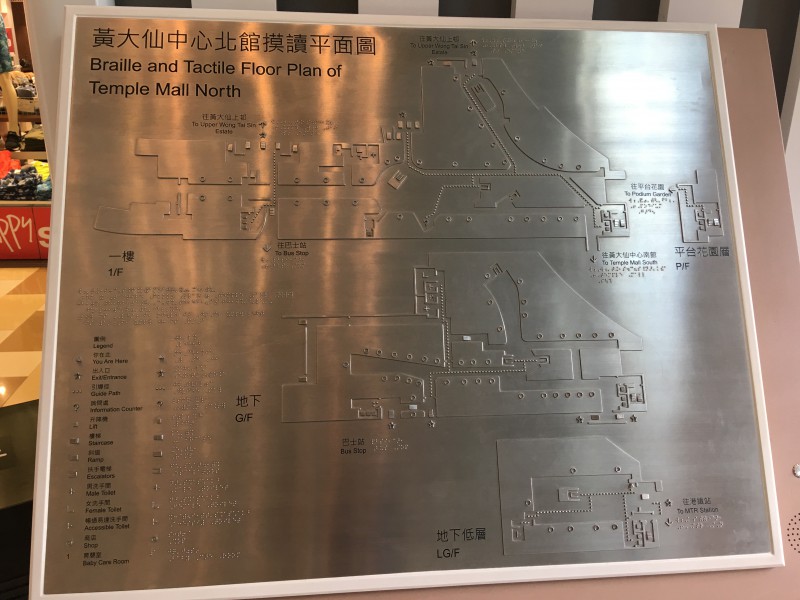 黃大仙中心北館摸讀平面圖
Braille and Tactile Floor Plan of
Temple Mall North
往黃大仙上邨
To Upper Wong Tai Sin
Estate
往黃大仙上邨
To Upper Wong Tai Sin
Estate
往平台花園
To Podium Garden
往巴士站
To Bus Stop
往黃大仙中心南館
To Temple Mall South
平台花園層
P/F
一樓
1/F
圖例
Legend
你在此
You Are Here
出入口
Exit/Entrance
引導徑
Guide Path
詢問處
Information Counter
升降機
Lift
樓梯
Staircase
斜道
Ramp
扶手電梯
Escalators
男洗手間
Male Toilet
女洗手間
Female Toilet
暢通易達洗手間
Accessible Toilet
商店
Shop
育嬰室
Baby Care Room
地下
G/F
巴士站
Bus Stop
地下低層
LG/F
往港鐵站
To MTR Station
PPY S